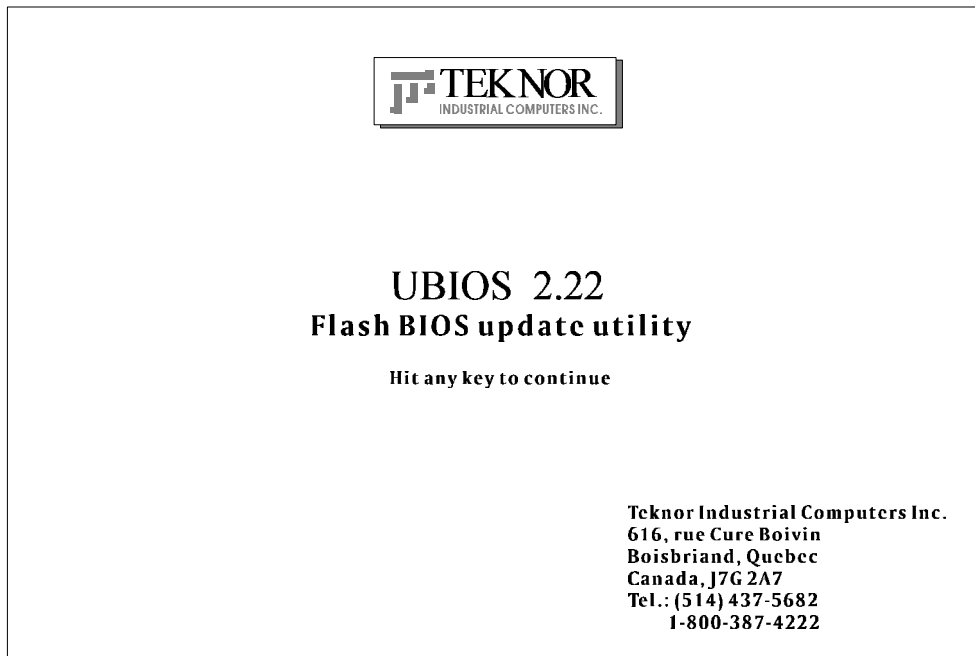 TEKNOR
INDUSTRIAL COMPUTERS INC.
UBIOS 2.22
Flash BIOS update utility
Hit any key to continue
Teknor Industrial Computers Inc.
616, rue Cure Boivin
Boisbriand, Quebec
Canada, J7G 2A7
Tel.: (514) 437-5682
1-800-387-4222